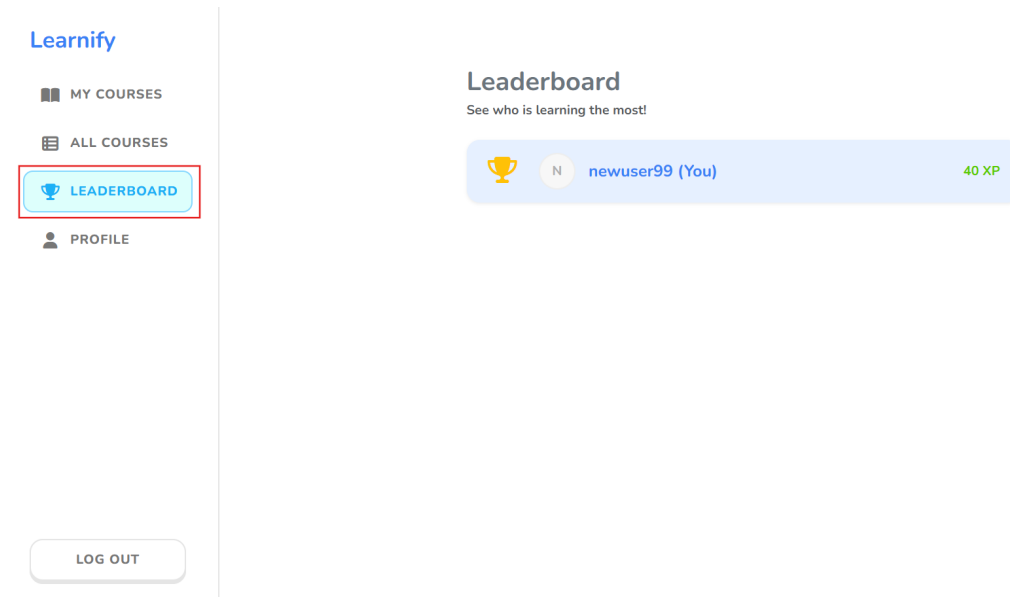 Learnify
MY COURSES
ALL COURSES
LEADERBOARD
PROFILE
LOG OUT
Leaderboard
See who is learning the most!
N newuser99 (You) 40 XP